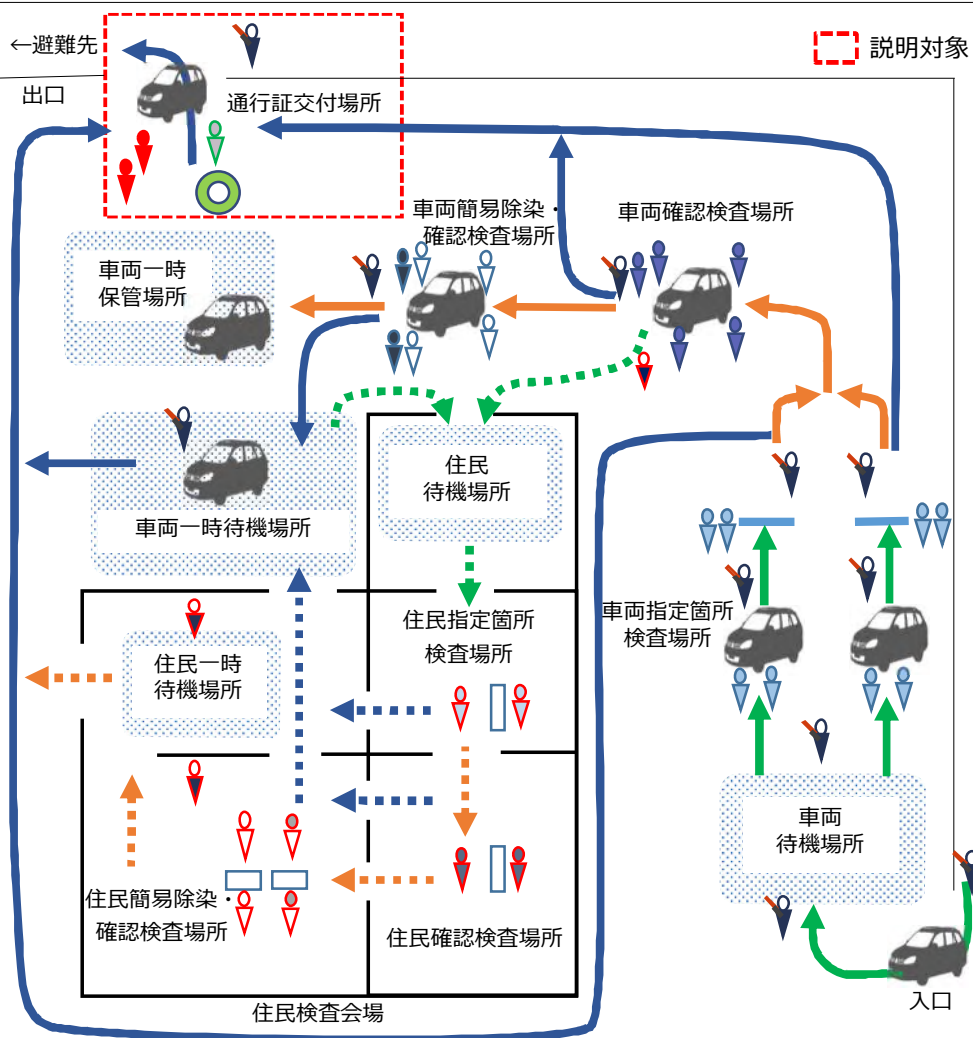 ←避難先
説明対象
出口
通行証交付場所
車両簡易除染・
確認検査場所
車両確認検査場所
車両一時
保管場所
住民
待機場所
車両一時待機場所
住民指定箇所
検査場所
車両指定箇所
検査場所
住民一時
待機場所
車両
待機場所
住民簡易除染・
確認検査場所
住民確認検査場所
入口
住民検査会場